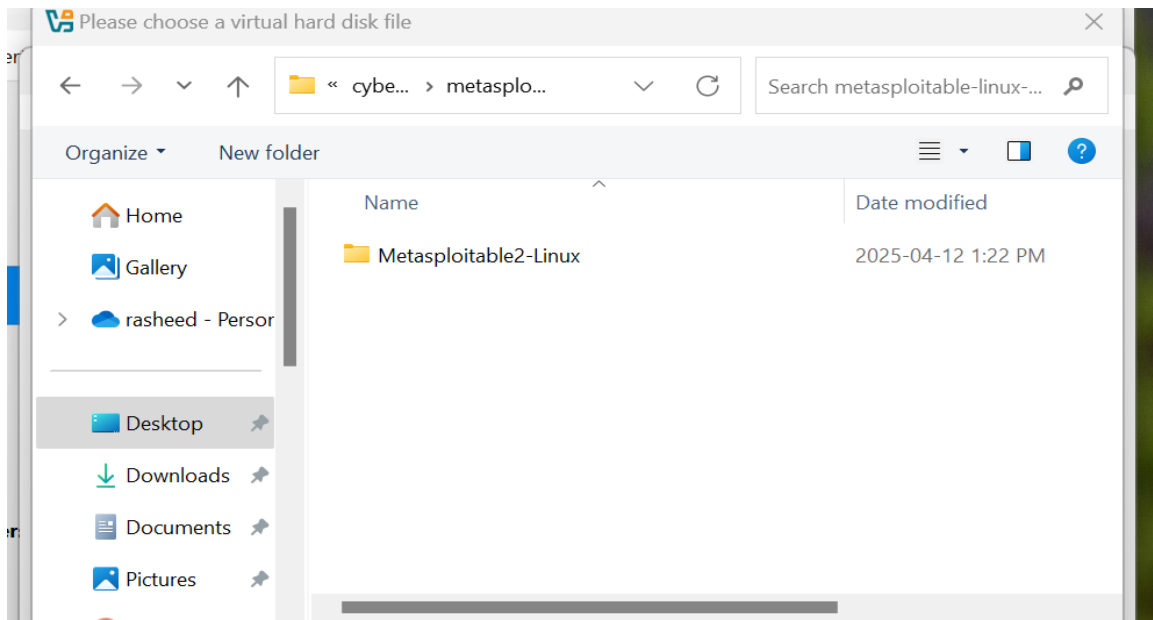 Please choose a virtual hard disk file
« cybe... › metasplo...
Search metasploitable-linux-...
Organize
New folder
?
Name
Date modified
Home
Metasploitable2-Linux
2025-04-12 1:22 PM
Gallery
rasheed - Person
Desktop
Downloads
Documents
Pictures